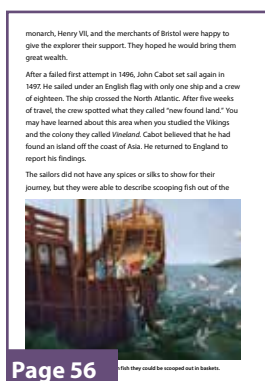 monarch, Henry VII, and the merchants of Bristol were happy to
give the explorer their support. They hoped he would bring them
great wealth.
After a failed first attempt in 1496, John Cabot set sail again in
1497. He sailed under an English flag with only one ship and a crew
of eighteen. The ship crossed the North Atlantic. After five weeks
of travel, the crew spotted what they called “new found land.” You
may have learned about this area when you studied the Vikings
and the colony they called Vineland. Cabot believed that he had
found an island off the coast of Asia. He returned to England to
report his findings.
The sailors did not have any spices or silks to show for their
journey, but they were able to describe scooping fish out of the
fish they could be scooped out in baskets.
Page 56